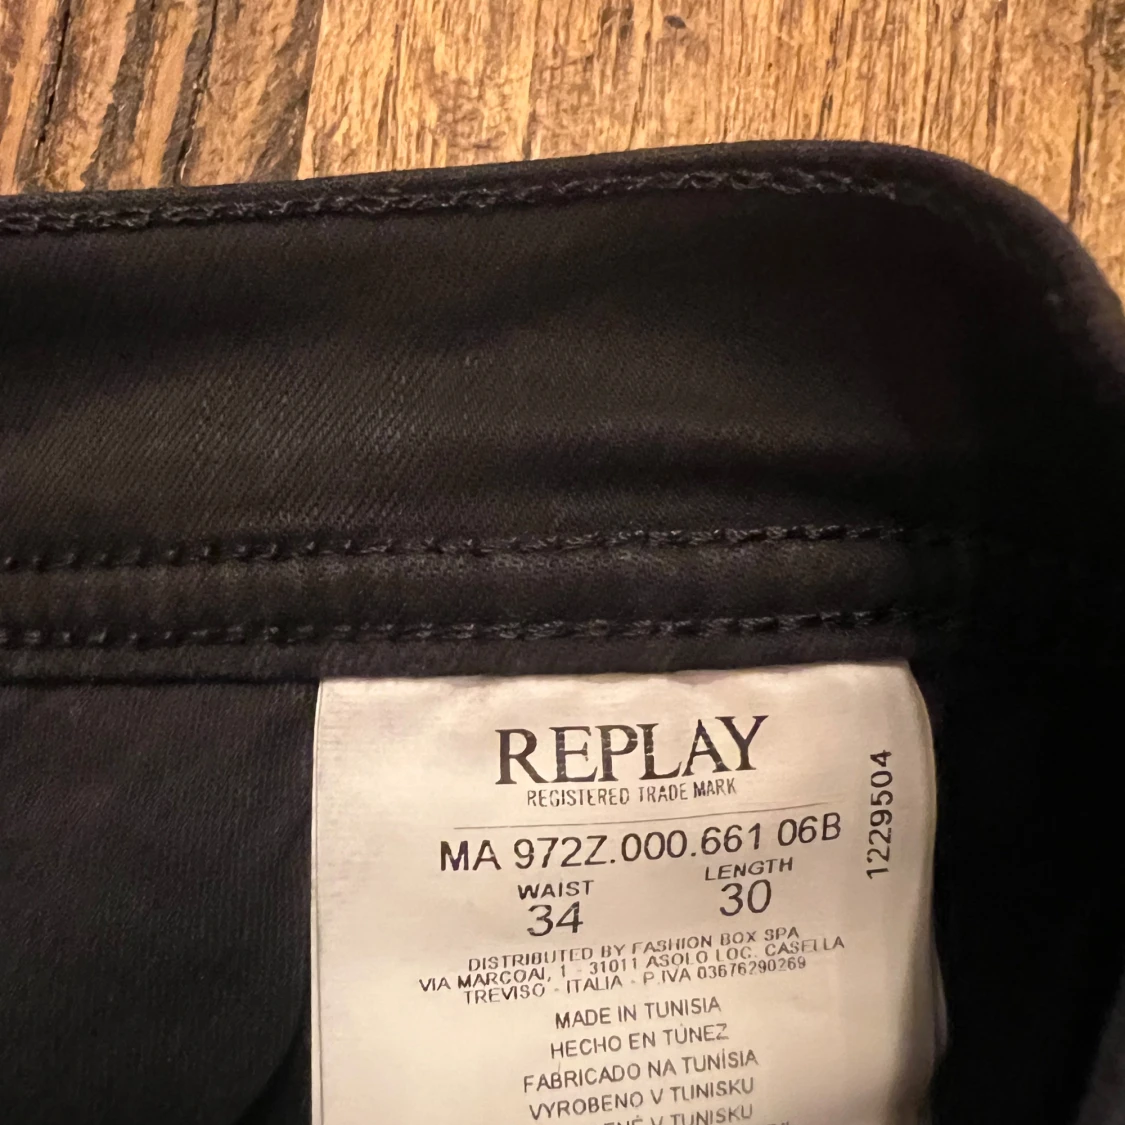 REPLAY
REGISTERED TRADE MARK
MA 972Z.000.661 06B
1229504
WAIST LENGTH
34 30
DISTRIBUTED BY FASHION BOX SPA
VIA MARCOAI, 1 - 31011 ASOLO LOC. CASELLA
TREVISO - ITALIA - P.IVA 03676290269
MADE IN TUNISIA
HECHO EN TÚNEZ
FABRICADO NA TUNÍSIA
VYROBENO V TUNISKU
V TUNISKU